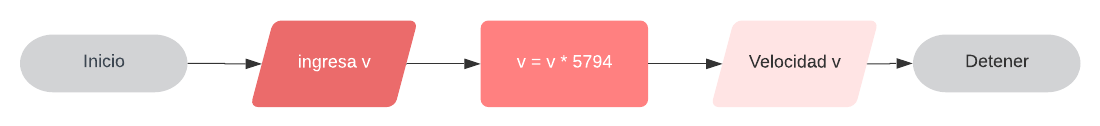 Inicio
ingresa v
v = v * 5794
Velocidad v
Detener